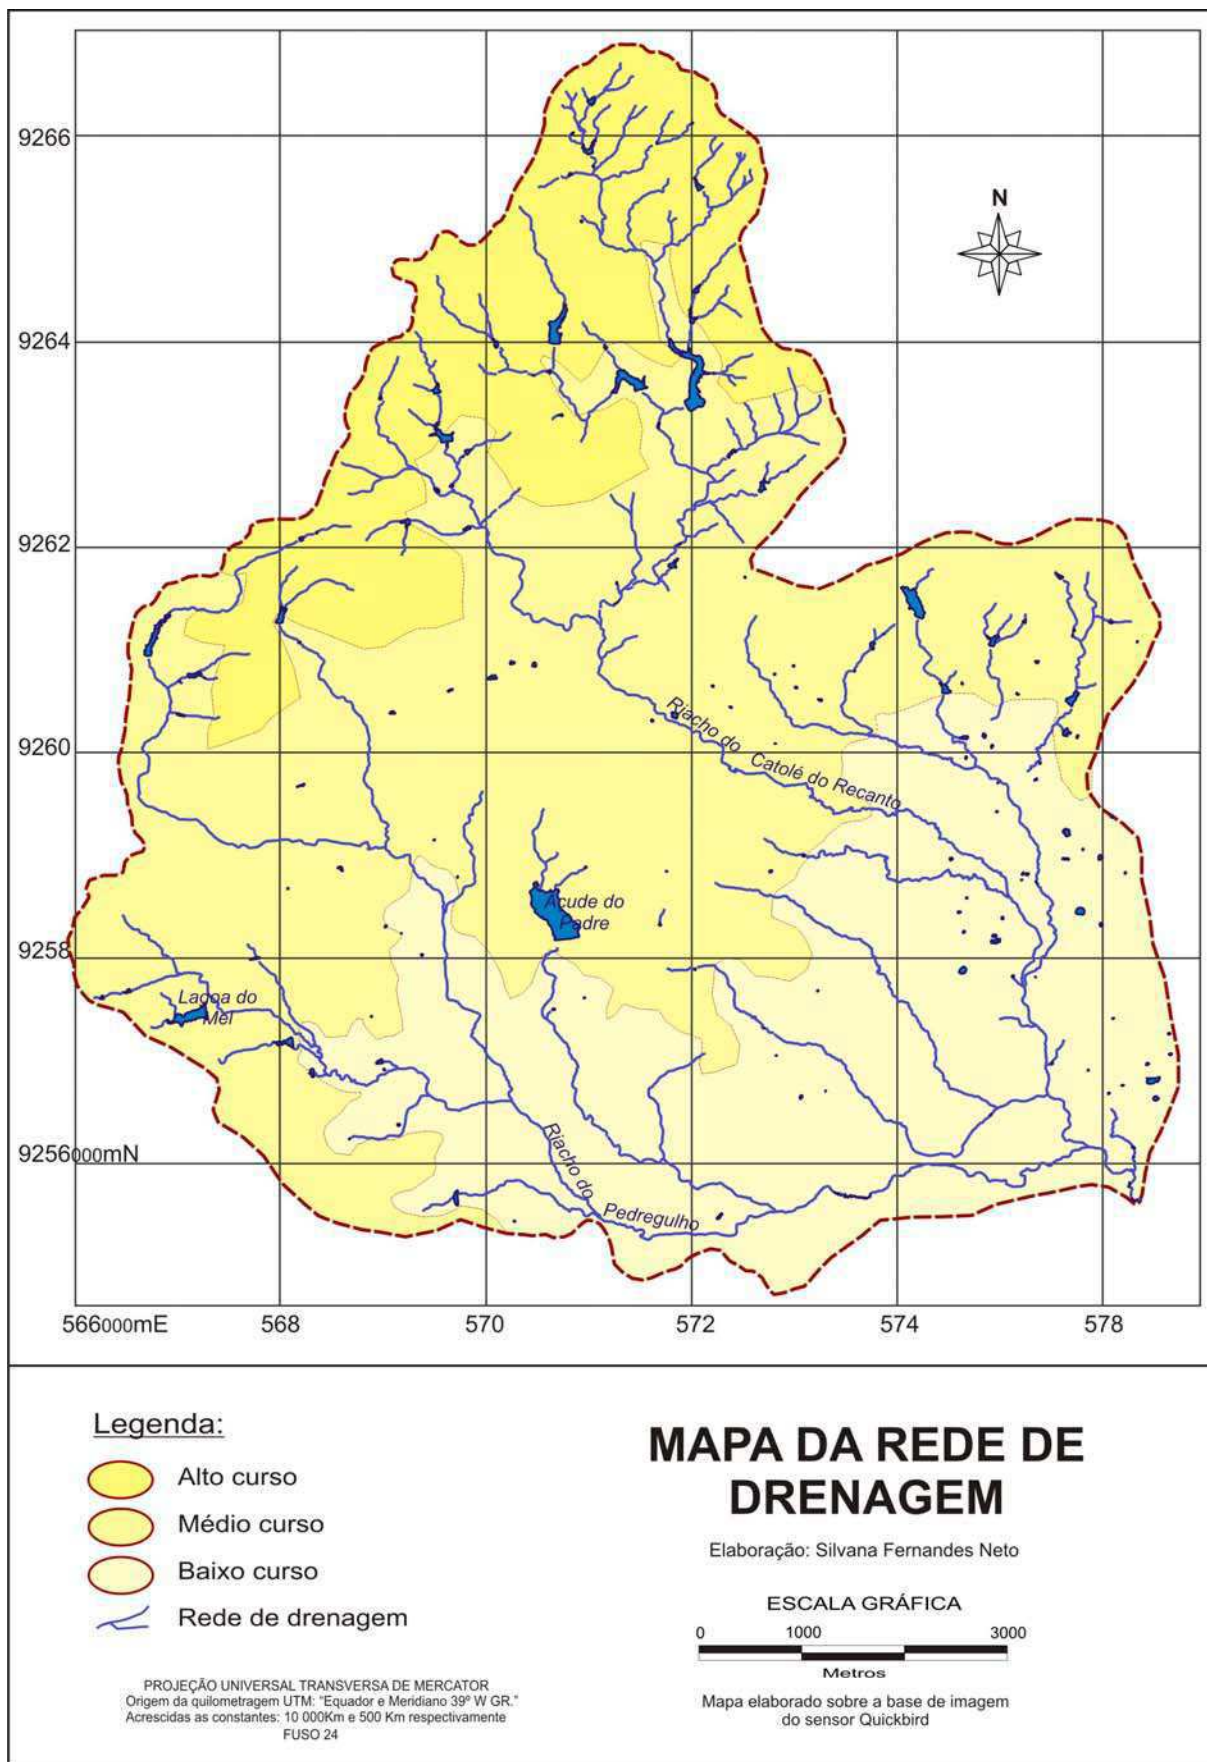 N
9266
9264
9262
9260
9258
9256000mN
Riacho do Catolé do Recanto
Açude do
Padre
Lagoa do
Mel
Riacho do Pedregulho
566000mE 568 570 572 574 578
Legenda:
Alto curso
Médio curso
Baixo curso
Rede de drenagem
PROJEÇÃO UNIVERSAL TRANSVERSA DE MERCATOR
Origem da quilometragem UTM: “Equador e Meridiano 39º W GR.”
Acrescidas as constantes: 10 000Km e 500 Km respectivamente
FUSO 24
MAPA DA REDE DE
DRENAGEM
Elaboração: Silvana Fernandes Neto
ESCALA GRÁFICA
0 1000 3000
Metros
Mapa elaborado sobre a base de imagem
do sensor Quickbird